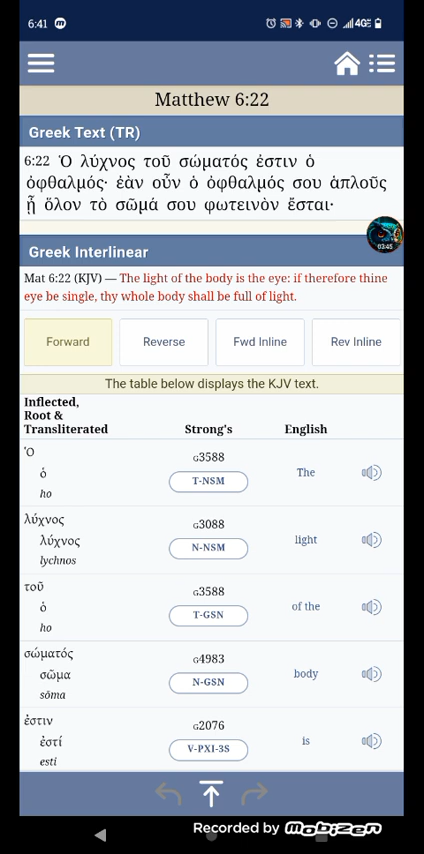 6:41
4G
Matthew 6:22
Greek Text (TR)
6:22 Ὁ λύχνος τοῦ σώματός ἐστιν ὁ
ὀφθαλμός· ἐὰν οὖν ὁ ὀφθαλμός σου ἁπλοῦς
ᾖ ὅλον τὸ σῶμά σου φωτεινὸν ἔσται·
03:45
Greek Interlinear
Mat 6:22 (KJV) — The light of the body is the eye: if therefore thine
eye be single, thy whole body shall be full of light.
Forward Reverse Fwd Inline Rev Inline
The table below displays the KJV text.
Inflected,
Root &
Transliterated Strong's English
Ὁ G3588
ὁ T-NSM The
ho
λύχνος G3088
λύχνος N-NSM light
lychnos
τοῦ G3588
ὁ T-GSN of the
ho
σώματός G4983
σῶμα N-GSN body
sōma
ἐστιν G2076
ἐστί V-PXI-3S is
esti
Recorded by Mobizen